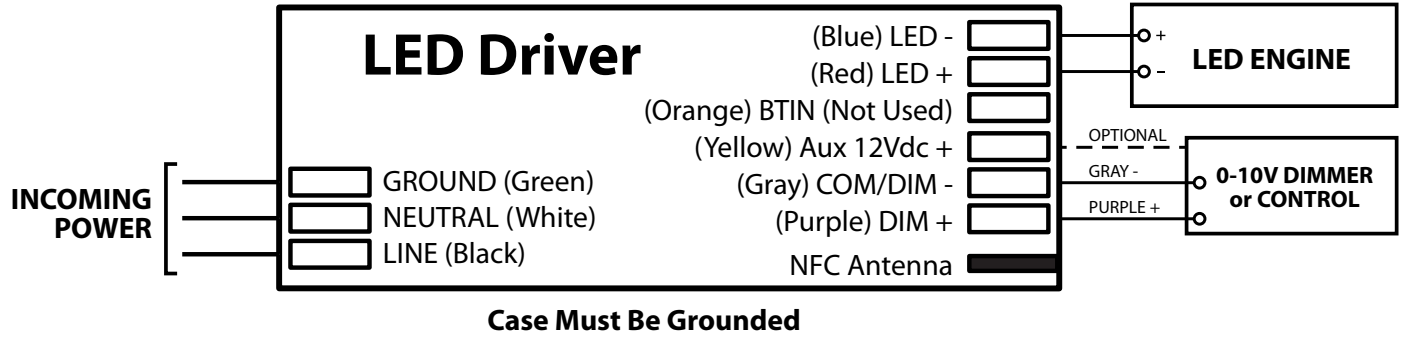 LED Driver
(Blue) LED -
(Red) LED +
(Orange) BTIN (Not Used)
(Yellow) Aux 12Vdc +
(Gray) COM/DIM -
(Purple) DIM +
NFC Antenna
INCOMING
POWER
GROUND (Green)
NEUTRAL (White)
LINE (Black)
+
–
LED ENGINE
OPTIONAL
GRAY -
PURPLE +
0-10V DIMMER
or CONTROL
Case Must Be Grounded